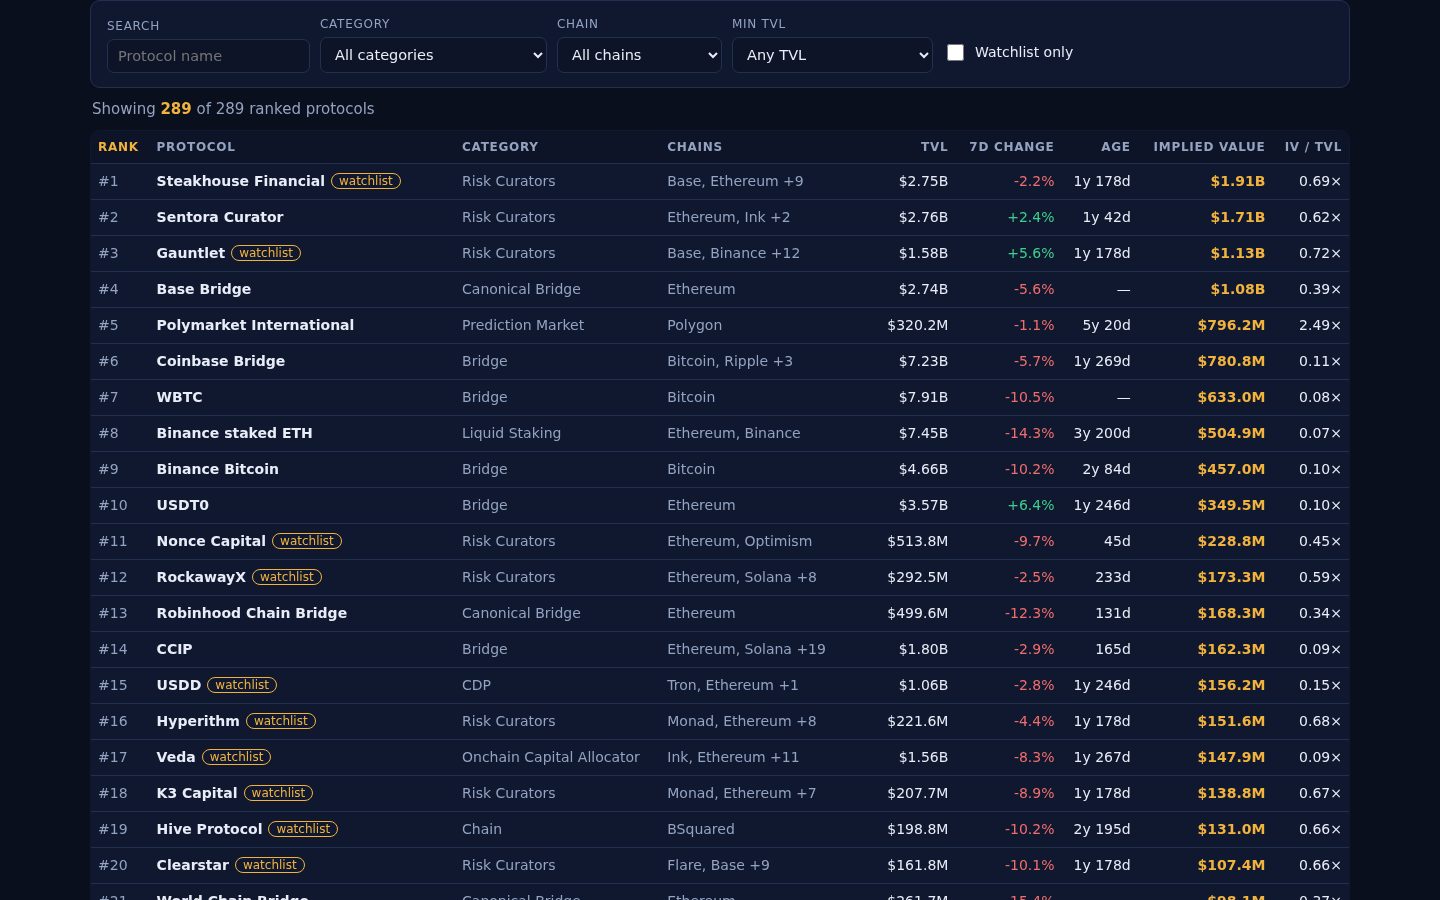 SEARCH CATEGORY CHAIN MIN TVL
Protocol name All categories All chains Any TVL Watchlist only
Showing 289 of 289 ranked protocols
RANK PROTOCOL CATEGORY CHAINS TVL 7D CHANGE AGE IMPLIED VALUE IV / TVL
#1 Steakhouse Financial watchlist Risk Curators Base, Ethereum +9 $2.75B -2.2% 1y 178d $1.91B 0.69×
#2 Sentora Curator Risk Curators Ethereum, Ink +2 $2.76B +2.4% 1y 42d $1.71B 0.62×
#3 Gauntlet watchlist Risk Curators Base, Binance +12 $1.58B +5.6% 1y 178d $1.13B 0.72×
#4 Base Bridge Canonical Bridge Ethereum $2.74B -5.6% — $1.08B 0.39×
#5 Polymarket International Prediction Market Polygon $320.2M -1.1% 5y 20d $796.2M 2.49×
#6 Coinbase Bridge Bridge Bitcoin, Ripple +3 $7.23B -5.7% 1y 269d $780.8M 0.11×
#7 WBTC Bridge Bitcoin $7.91B -10.5% — $633.0M 0.08×
#8 Binance staked ETH Liquid Staking Ethereum, Binance $7.45B -14.3% 3y 200d $504.9M 0.07×
#9 Binance Bitcoin Bridge Bitcoin $4.66B -10.2% 2y 84d $457.0M 0.10×
#10 USDT0 Bridge Ethereum $3.57B +6.4% 1y 246d $349.5M 0.10×
#11 Nonce Capital watchlist Risk Curators Ethereum, Optimism $513.8M -9.7% 45d $228.8M 0.45×
#12 RockawayX watchlist Risk Curators Ethereum, Solana +8 $292.5M -2.5% 233d $173.3M 0.59×
#13 Robinhood Chain Bridge Canonical Bridge Ethereum $499.6M -12.3% 131d $168.3M 0.34×
#14 CCIP Bridge Ethereum, Solana +19 $1.80B -2.9% 165d $162.3M 0.09×
#15 USDD watchlist CDP Tron, Ethereum +1 $1.06B -2.8% 1y 246d $156.2M 0.15×
#16 Hyperithm watchlist Risk Curators Monad, Ethereum +8 $221.6M -4.4% 1y 178d $151.6M 0.68×
#17 Veda watchlist Onchain Capital Allocator Ink, Ethereum +11 $1.56B -8.3% 1y 267d $147.9M 0.09×
#18 K3 Capital watchlist Risk Curators Monad, Ethereum +7 $207.7M -8.9% 1y 178d $138.8M 0.67×
#19 Hive Protocol watchlist Chain BSquared $198.8M -10.2% 2y 195d $131.0M 0.66×
#20 Clearstar watchlist Risk Curators Flare, Base +9 $161.8M -10.1% 1y 178d $107.4M 0.66×